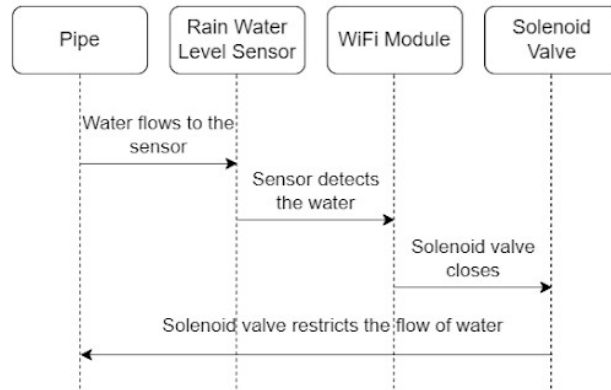 Pipe
Rain Water
Level Sensor
WiFi Module
Solenoid
Valve
Water flows to the
sensor
Sensor detects
the water
Solenoid valve
closes
Solenoid valve restricts the flow of water